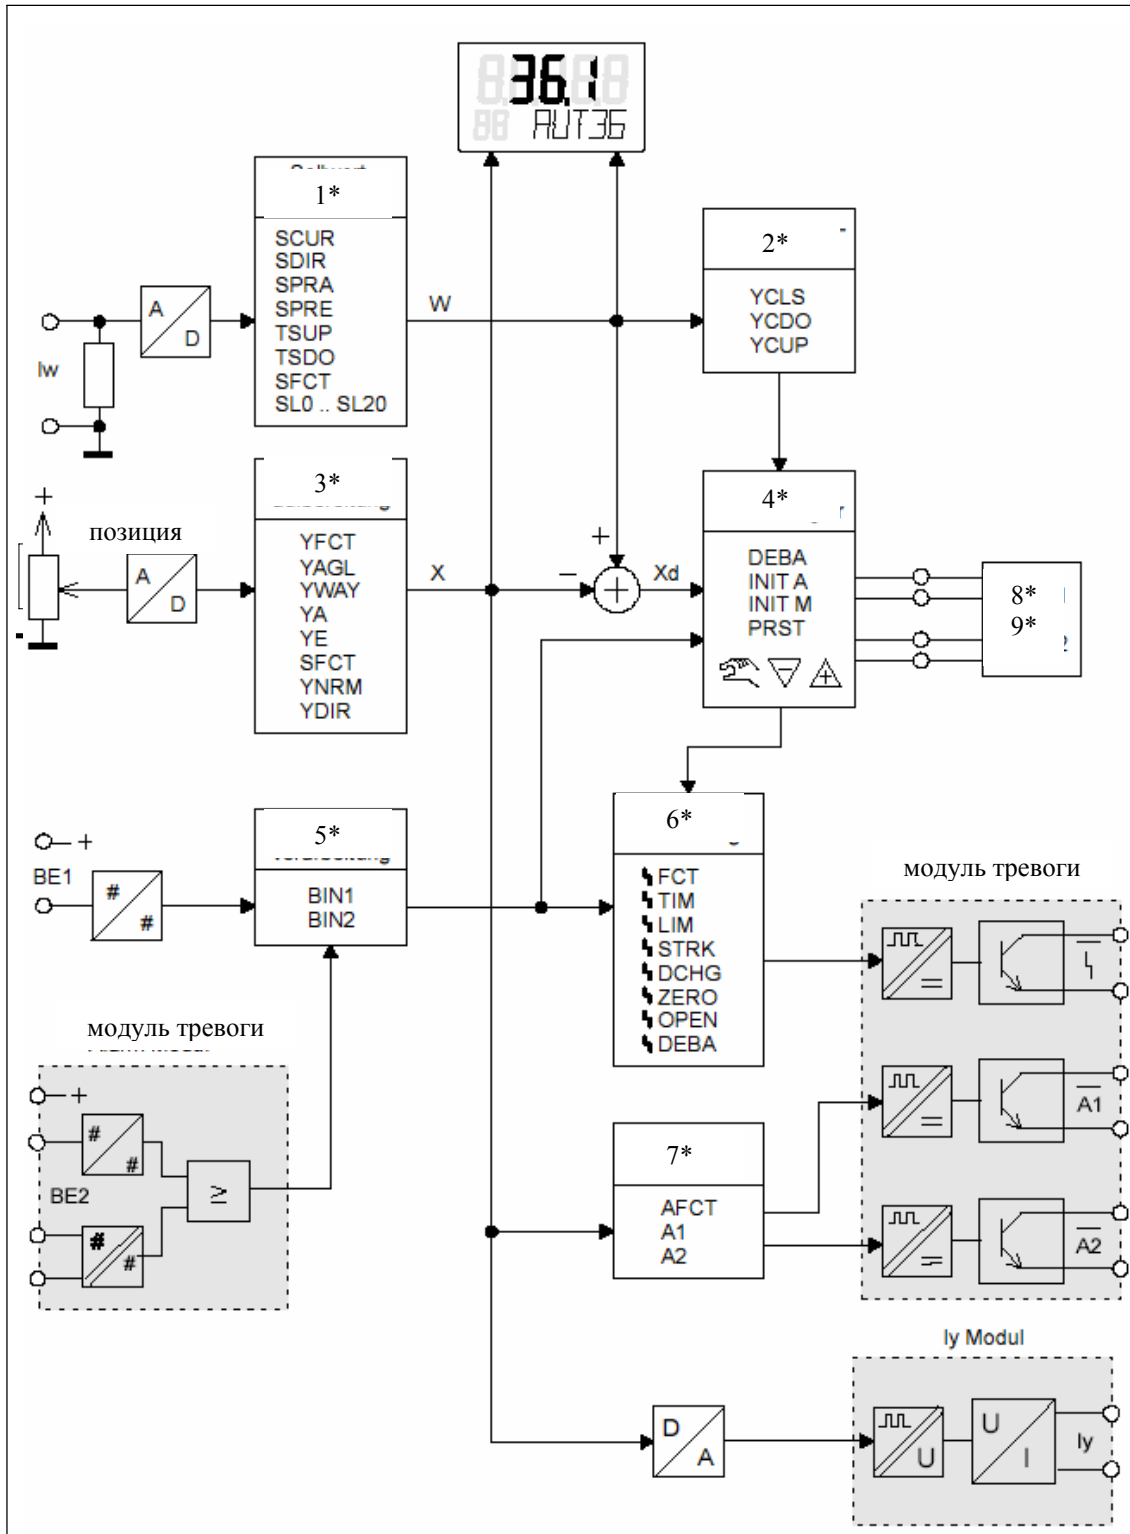 36,1
AUT36
1*
SCUR
SDIR
SPRA
SPRE
TSUP
TSDO
SFCT
SL0 .. SL20
A
D
Iw
W
2*
YCLS
YCDO
YCUP
3*
YFCT
YAGL
YWAY
YA
YE
SFCT
YNRM
YDIR
+
позиция
A
D
X
+
−
+
Xd
4*
DEBA
INIT A
INIT M
PRST
−
+
8*
9*
5*
BIN1
BIN2
+
BE1
#
#
6*
FCT
TIM
LIM
STRK
DCHG
ZERO
OPEN
DEBA
модуль тревоги
=
модуль тревоги
+
#
#
BE2
#
#
≥
7*
AFCT
A1
A2
=
A1
=
A2
D
A
Iy Modul
U
U
I
Iy